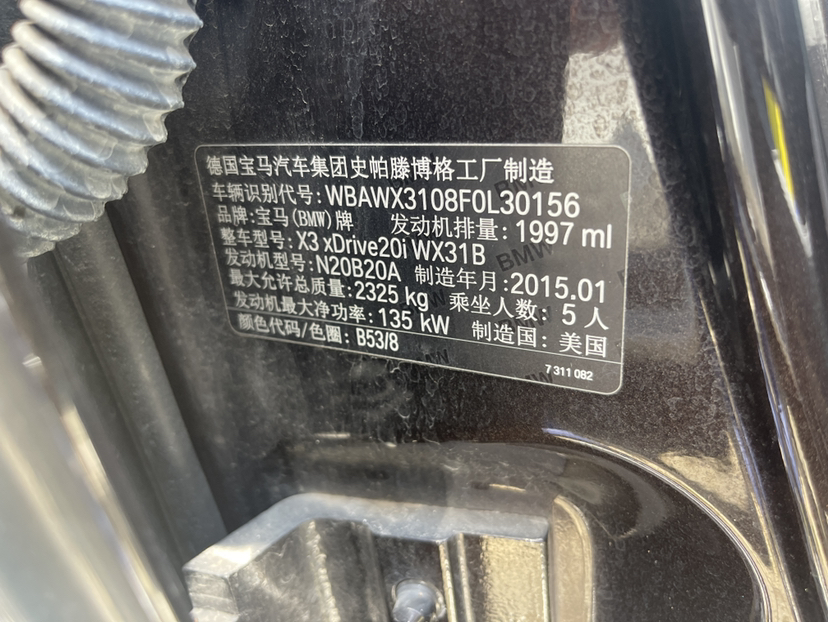 德国宝马汽车集团史帕滕博格工厂制造
车辆识别代号: WBAWX3108F0L30156
品牌: 宝马(BMW)牌 发动机排量: 1997 ml
整车型号: X3 xDrive20i WX31B
发动机型号: N20B20A 制造年月: 2015.01
最大允许总质量: 2325 kg 乘坐人数: 5 人
发动机最大净功率: 135 kW 制造国: 美国
颜色代码/色圈: B53/8
7 311 082